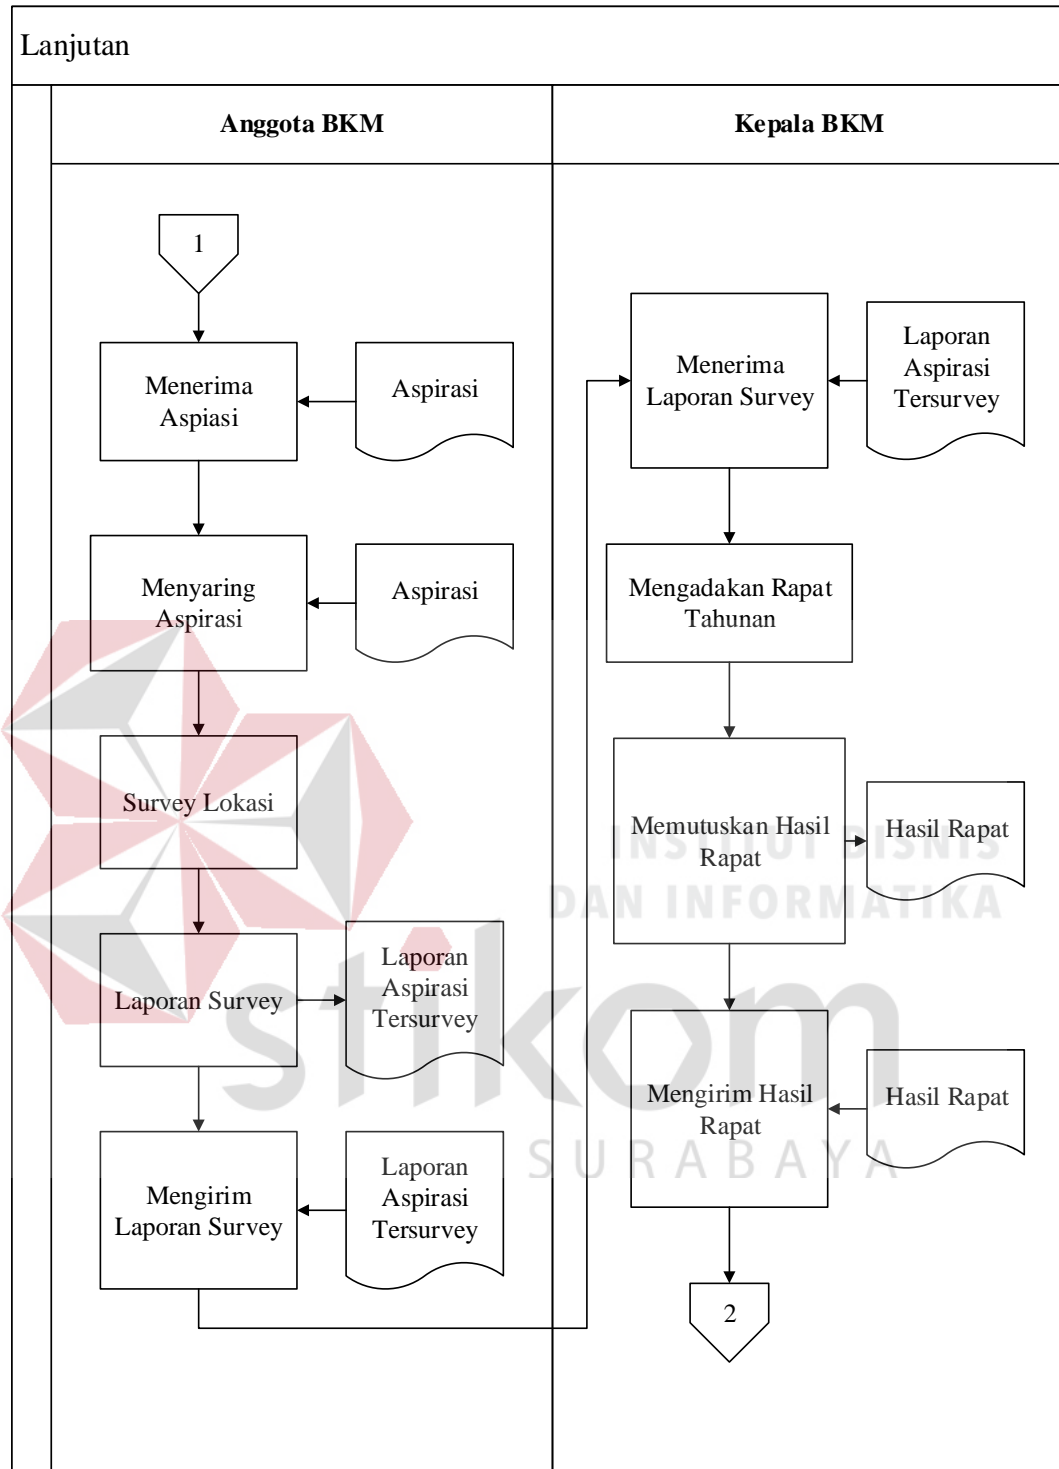 Lanjutan
Anggota BKM
Kepala BKM
1
Menerima
Aspiasi
Aspirasi
Menyaring
Aspirasi
Aspirasi
Survey Lokasi
Laporan Survey
Laporan
Aspirasi
Tersurvey
Mengirim
Laporan Survey
Laporan
Aspirasi
Tersurvey
Menerima
Laporan Survey
Laporan
Aspirasi
Tersurvey
Mengadakan Rapat
Tahunan
Memutuskan Hasil
Rapat
Hasil Rapat
Mengirim Hasil
Rapat
Hasil Rapat
2
INSTITUT BISNIS
DAN INFORMATIKA
stikom
SURABAYA